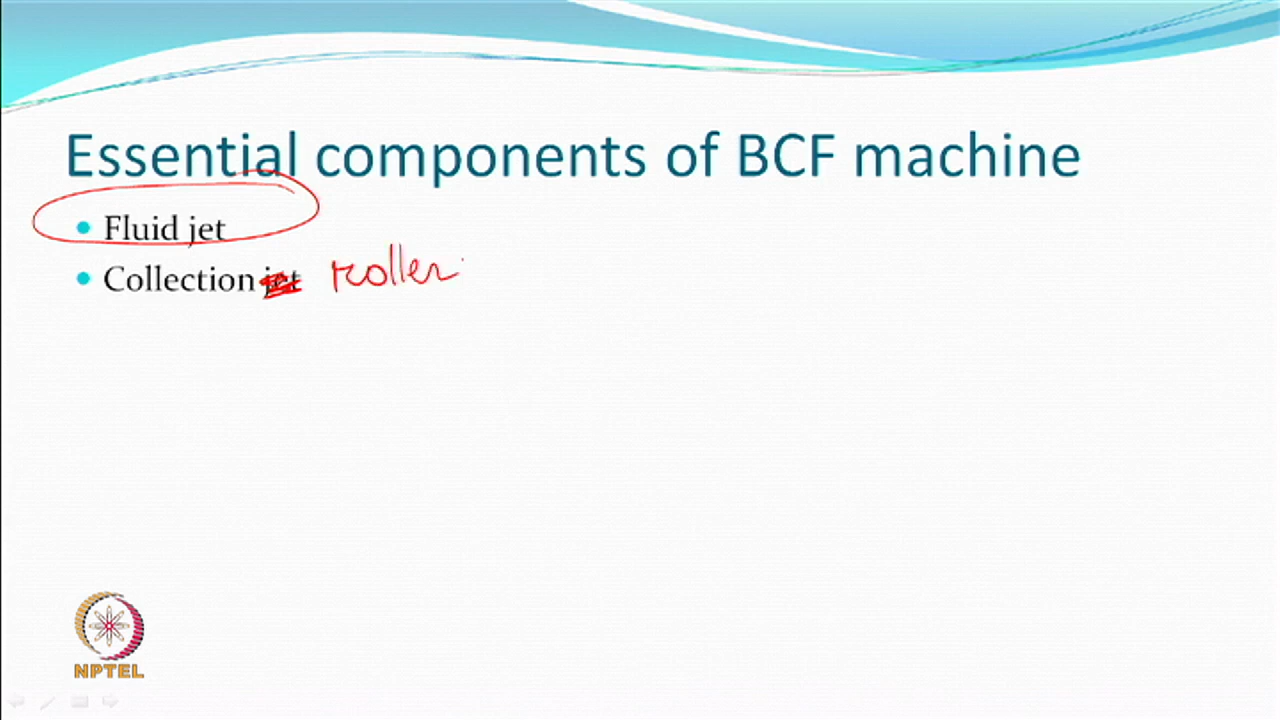 Essential components of BCF machine
Fluid jet
Collection jet roller
NPTEL